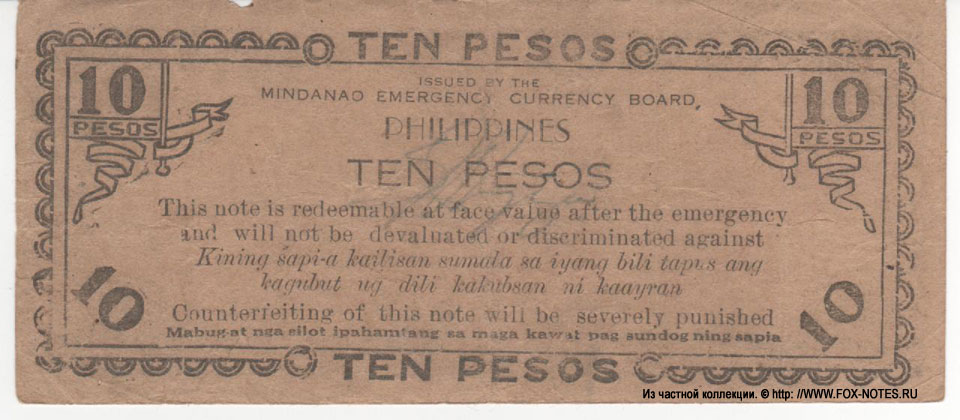 TEN PESOS
10 PESOS
10 PESOS
ISSUED BY THE
MINDANAO EMERGENCY CURRENCY BOARD,
PHILIPPINES
TEN PESOS
This note is redeemable at face value after the emergency
and will not be devaluated or discriminated against
Kining sapi-a kailisan sumala sa iyang bili tapus ang
kagubut ug dili kakubsan ni kaayran
10
10
Counterfeiting of this note will be severely punished
Mabug-at nga silot ipahamtang sa maga kawat pag sundog ning sapia
TEN PESOS
Из частной коллекции. © http: //WWW.FOX-NOTES.RU